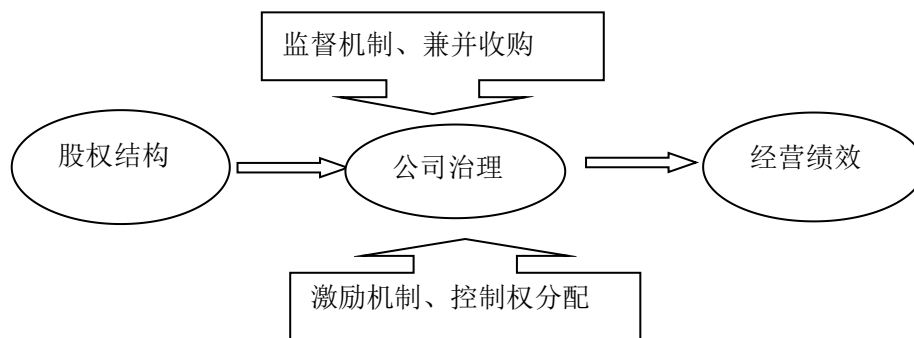 监督机制、兼并收购
股权结构
公司治理
经营绩效
激励机制、控制权分配